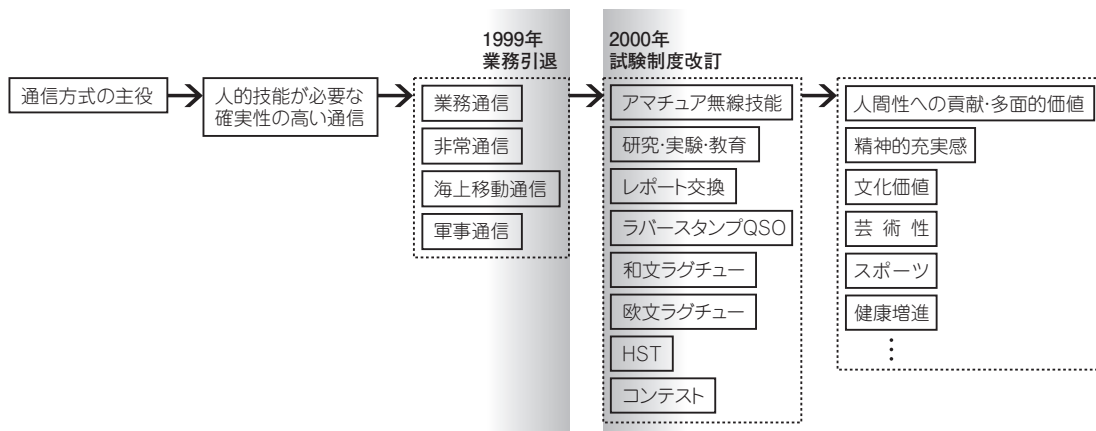 1999年
業務引退
2000年
試験制度改訂
通信方式の主役
人的技能が必要な
確実性の高い通信
業務通信
非常通信
海上移動通信
軍事通信
アマチュア無線技能
研究・実験・教育
レポート交換
ラバースタンプQSO
和文ラグチュー
欧文ラグチュー
HST
コンテスト
人間性への貢献・多面的価値
精神的充実感
文化価値
芸 術 性
スポーツ
健康増進
⋮